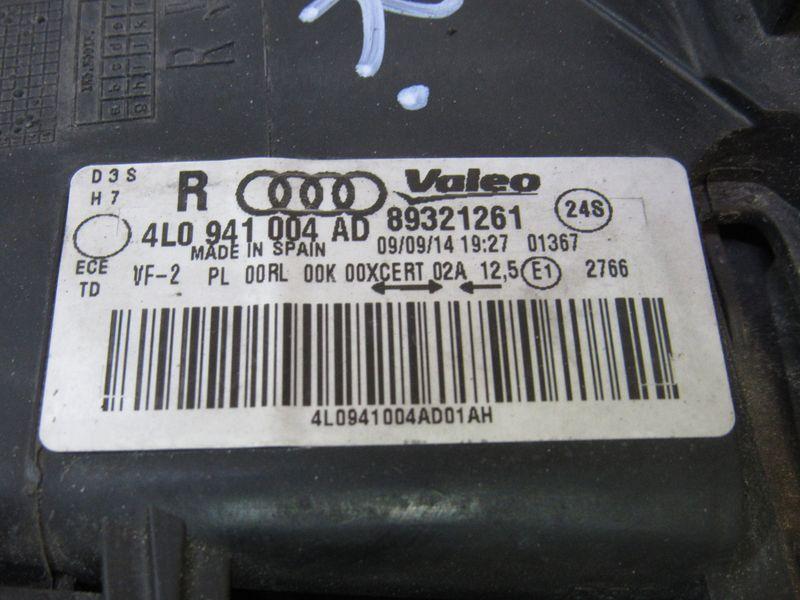 R
D3S
H7
R Valeo
4L0 941 004 AD 89321261 24S
MADE IN SPAIN 09/09/14 19:27 01367
ECE
TD
VF-2 PL 00RL 00K 00XCERT 02A 12,5 E1 2766
4L0941004AD01AH